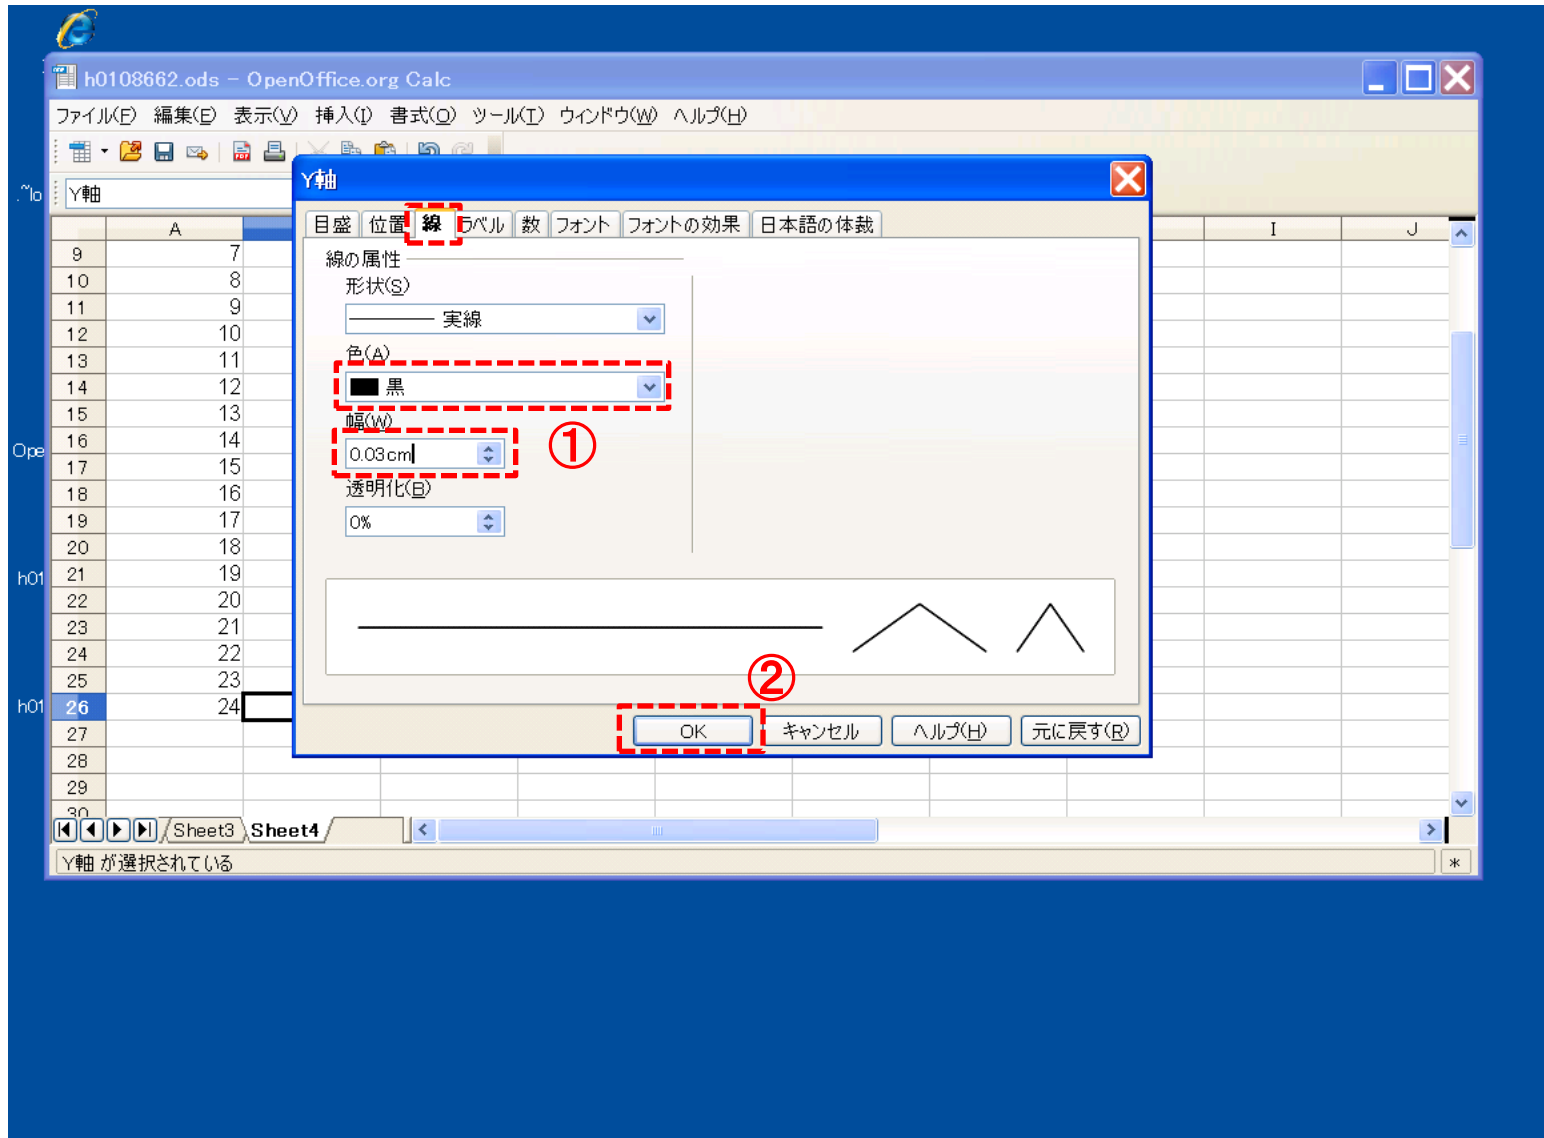 h0108662.ods - OpenOffice.org Calc
ファイル(F) 編集(E) 表示(V) 挿入(I) 書式(O) ツール(T) ウィンドウ(W) ヘルプ(H)
.~lo
Y軸
Y軸
目盛 位置 線 ラベル 数 フォント フォントの効果 日本語の体裁
線の属性
形状(S)
実線
色(A)
黒
幅(W)
0.03cm
①
透明化(B)
0%
②
OK キャンセル ヘルプ(H) 元に戻す(R)
A I J
9 7
10 8
11 9
12 10
13 11
14 12
15 13
16 14
17 15
18 16
19 17
20 18
21 19
22 20
23 21
24 22
25 23
26 24
27
28
29
30
Ope
h01
h01
Sheet3 Sheet4
Y軸 が選択されている
*